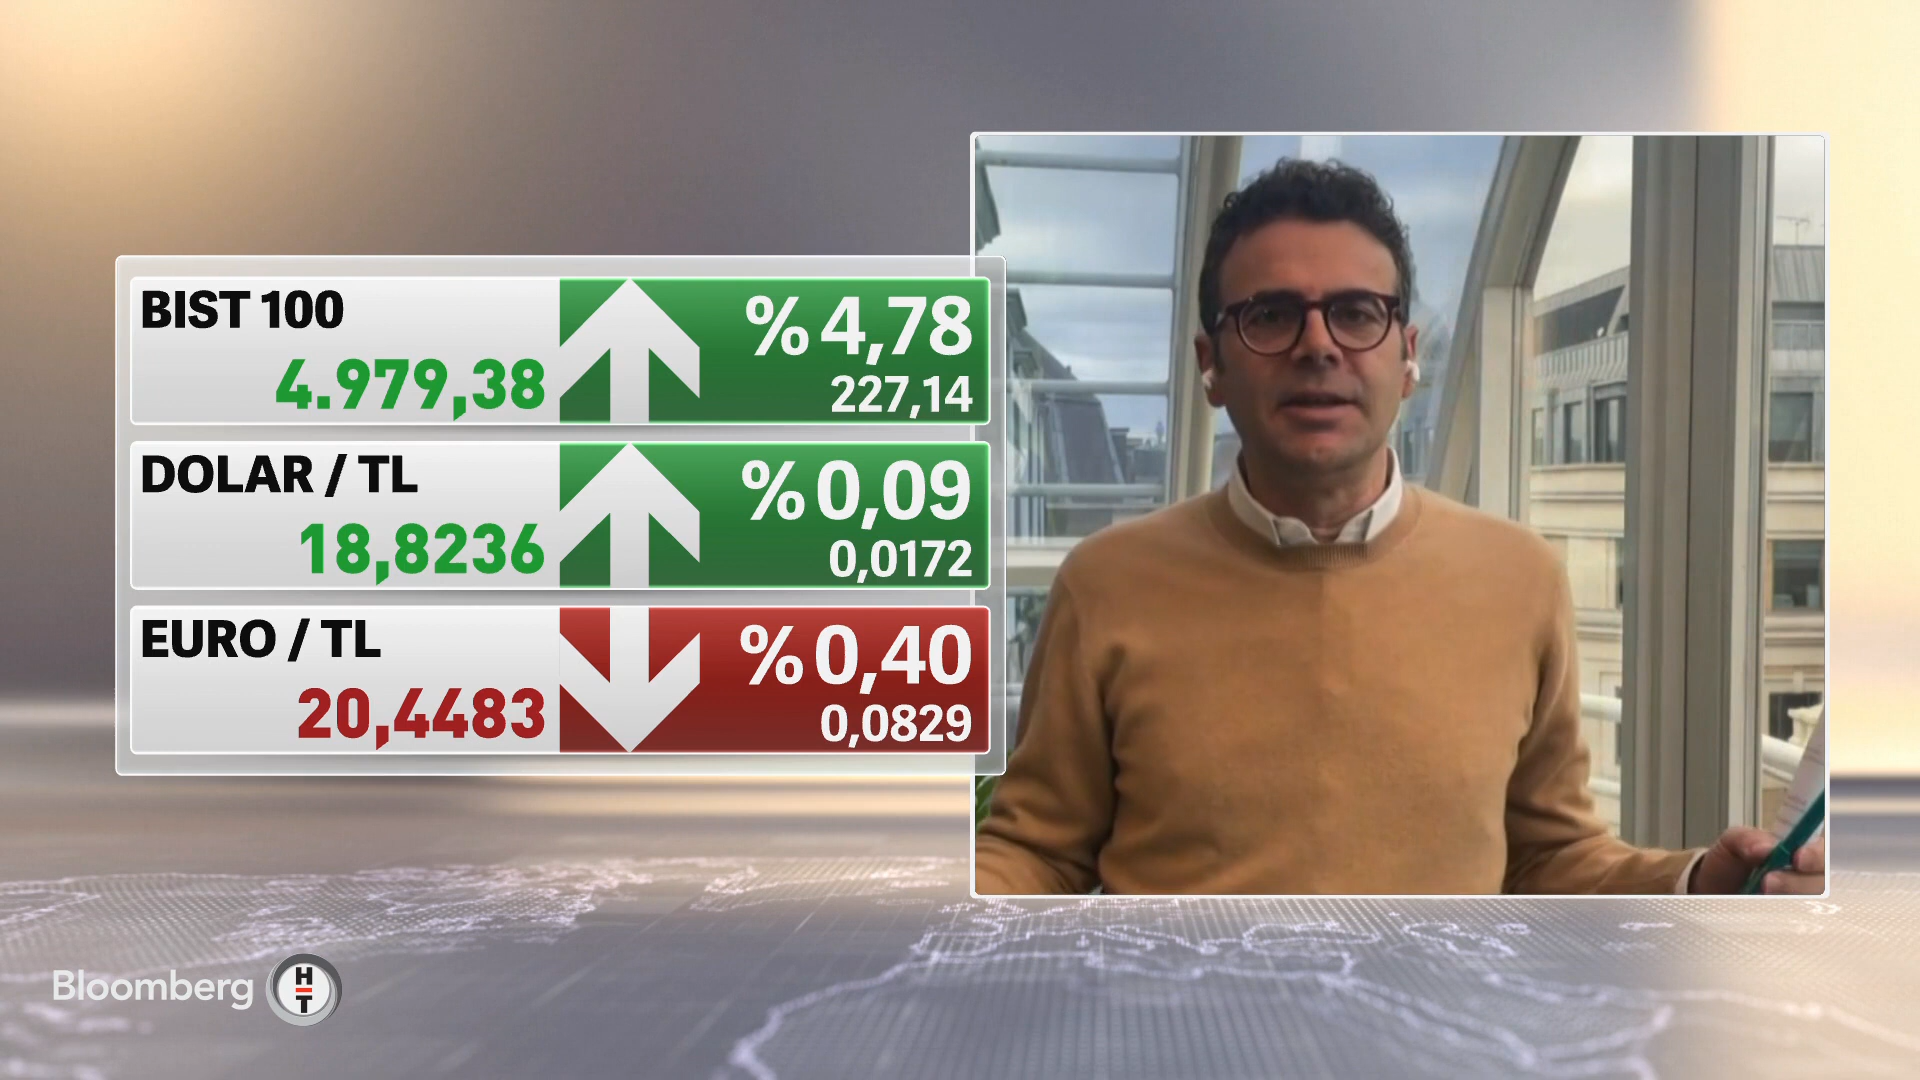 BIST 100
4.979,38
% 4,78
227,14
DOLAR / TL
18,8236
% 0,09
0,0172
EURO / TL
20,4483
% 0,40
0,0829
Bloomberg HT